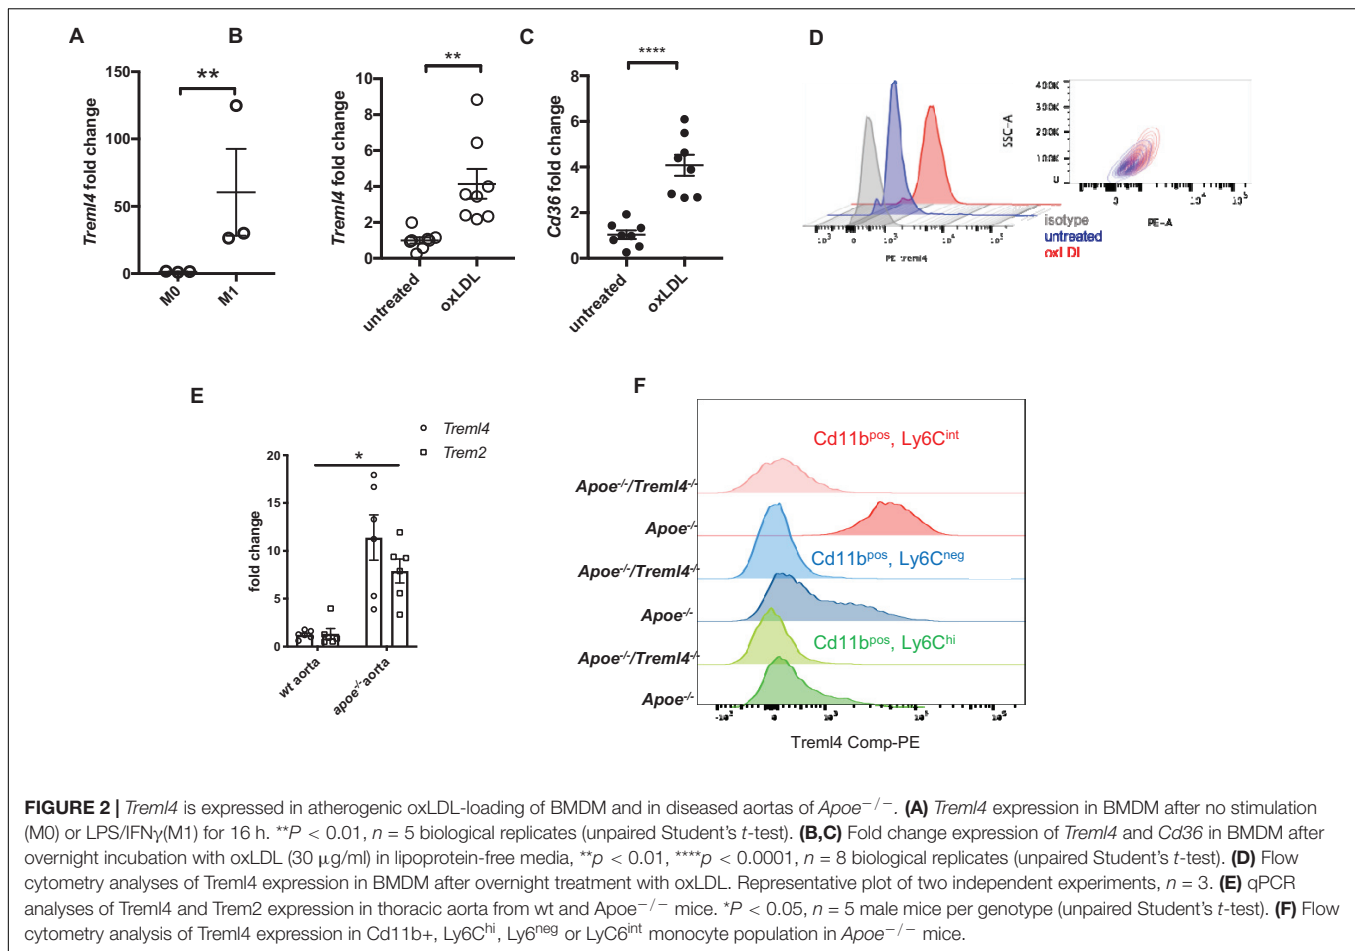 A
B
C
D
Treml4 fold change
150
100
50
0
**
M0
M1
Treml4 fold change
10
8
6
4
2
0
**
untreated
oxLDL
Cd36 fold change
8
6
4
2
0
****
untreated
oxLDL
PE treml4
isotype
untreated
oxLDL
SSC-A
PE-A
E
Treml4
Trem2
fold change
20
15
10
5
0
*
wt aorta
apoe-/-aorta
F
Cd11bpos, Ly6Cint
Apoe-/-/Treml4-/-
Apoe-/-
Cd11bpos, Ly6Cneg
Apoe-/-/Treml4-/-
Apoe-/-
Cd11bpos, Ly6Chi
Apoe-/-/Treml4-/-
Apoe-/-
Treml4 Comp-PE
FIGURE 2 | Treml4 is expressed in atherogenic oxLDL-loading of BMDM and in diseased aortas of Apoe−/−. (A) Treml4 expression in BMDM after no stimulation
(M0) or LPS/IFNγ(M1) for 16 h. **P < 0.01, n = 5 biological replicates (unpaired Student's t-test). (B,C) Fold change expression of Treml4 and Cd36 in BMDM after
overnight incubation with oxLDL (30 μg/ml) in lipoprotein-free media, **p < 0.01, ****p < 0.0001, n = 8 biological replicates (unpaired Student's t-test). (D) Flow
cytometry analyses of Treml4 expression in BMDM after overnight treatment with oxLDL. Representative plot of two independent experiments, n = 3. (E) qPCR
analyses of Treml4 and Trem2 expression in thoracic aorta from wt and Apoe−/− mice. *P < 0.05, n = 5 male mice per genotype (unpaired Student's t-test). (F) Flow
cytometry analysis of Treml4 expression in Cd11b+, Ly6Chi, Ly6neg or LyC6int monocyte population in Apoe−/− mice.